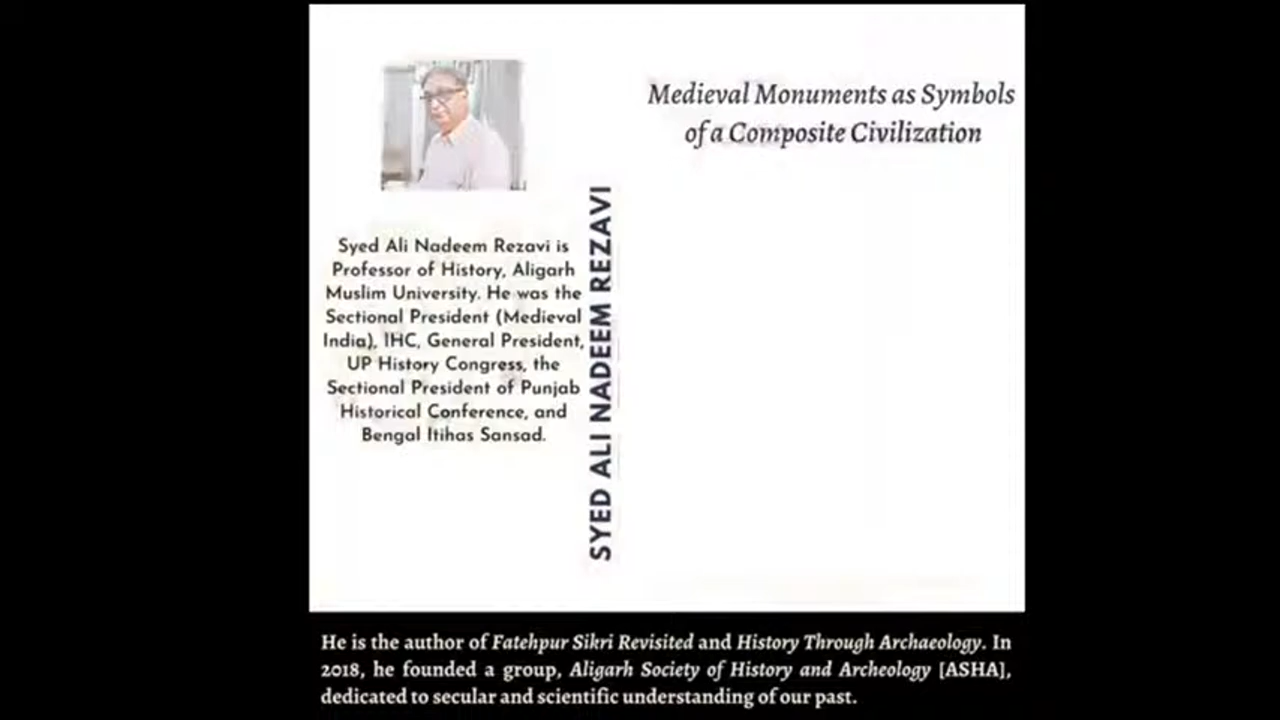 Medieval Monuments as Symbols
of a Composite Civilization
Syed Ali Nadeem Rezavi is
Professor of History, Aligarh
Muslim University. He was the
Sectional President (Medieval
India), IHC, General President,
UP History Congress, the
Sectional President of Punjab
Historical Conference, and
Bengal Itihas Sansad.
SYED ALI NADEEM REZAVI
He is the author of Fatehpur Sikri Revisited and History Through Archaeology. In
2018, he founded a group, Aligarh Society of History and Archeology [ASHA],
dedicated to secular and scientific understanding of our past.